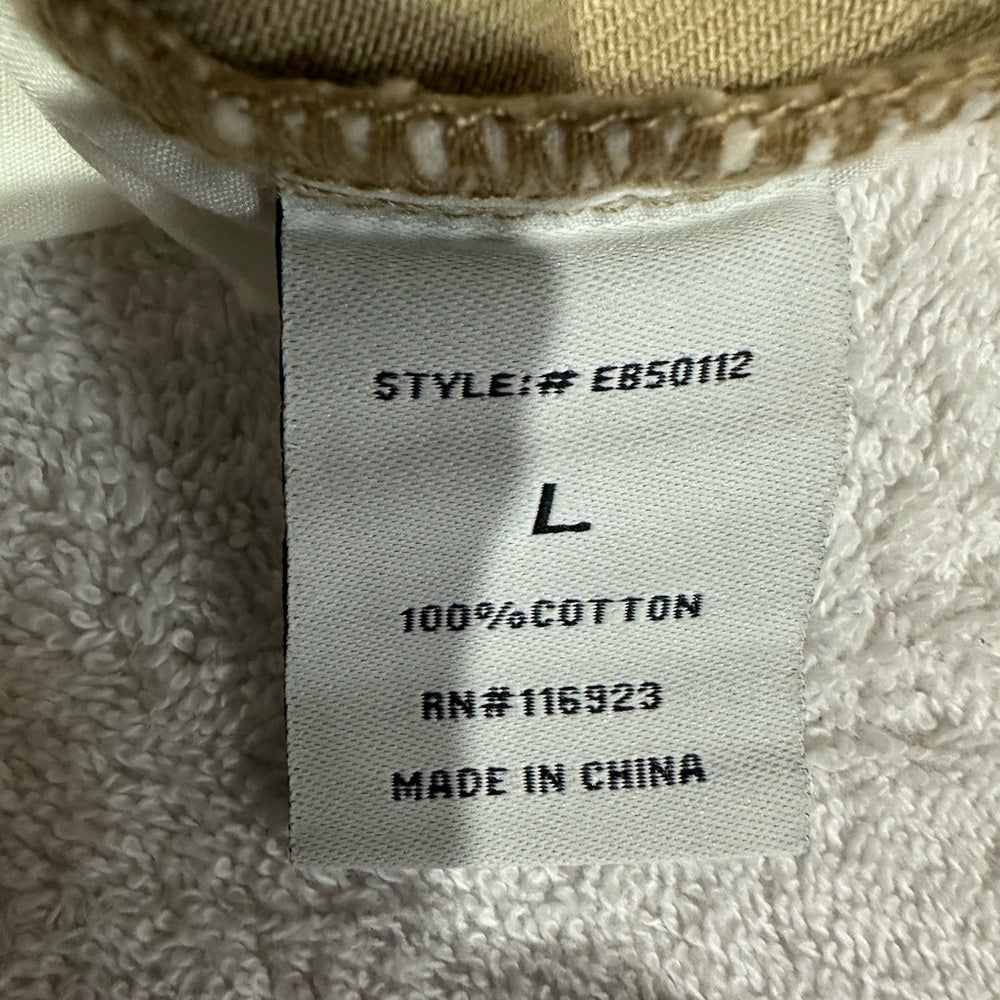 STYLE:# EB50112
L
100%COTTON
RN#116923
MADE IN CHINA